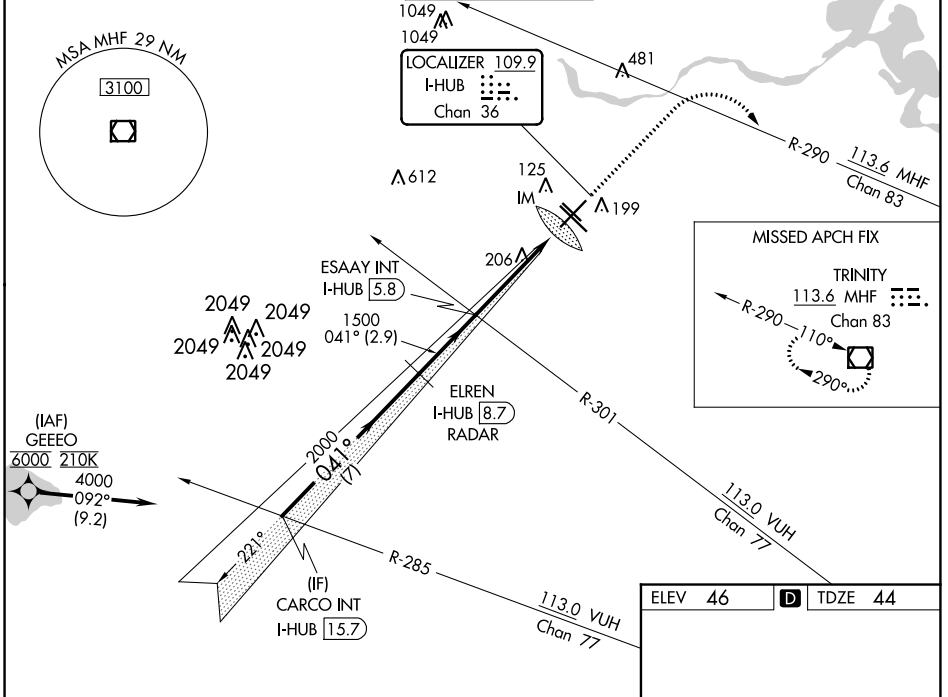 MSA MHF 29 NM
3100
1049
1049
LOCALIZER 109.9
I-HUB
Chan 36
481
R-290
113.6 MHF
Chan 83
612
125
IM
199
206
MISSED APCH FIX
TRINITY
113.6 MHF
Chan 83
R-290
110°
290°
ESAAY INT
I-HUB 5.8
1500
041° (2.9)
2049
2049
2049
2049
2049
ELREN
I-HUB 8.7
RADAR
R-301
113.0 VUH
Chan 77
(IAF)
GEEEO
6000 210K
4000
092°
(9.2)
2000
041°
(7)
221°
(IF)
CARCO INT
I-HUB 15.7
R-285
113.0 VUH
Chan 77
ELEV 46 D TDZE 44